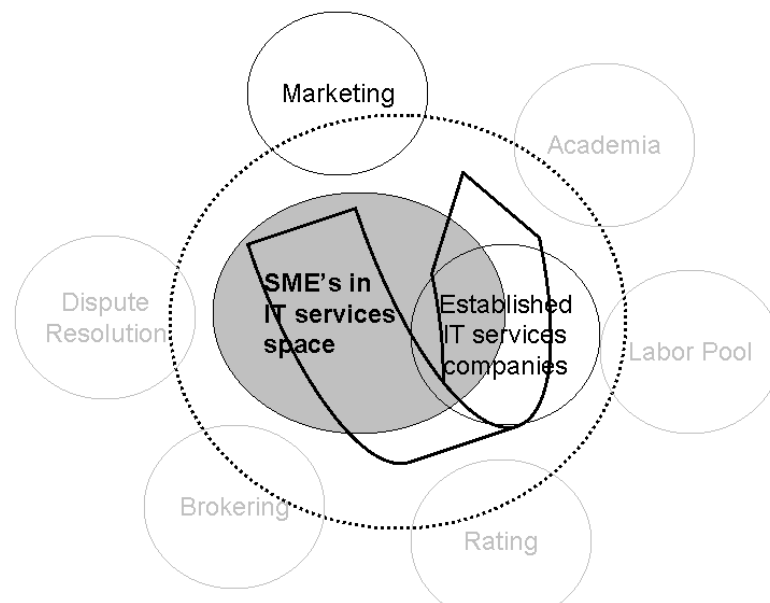 Marketing
Academia
SME's in
IT services
space
Established
IT services
companies
Dispute
Resolution
Labor Pool
Brokering
Rating